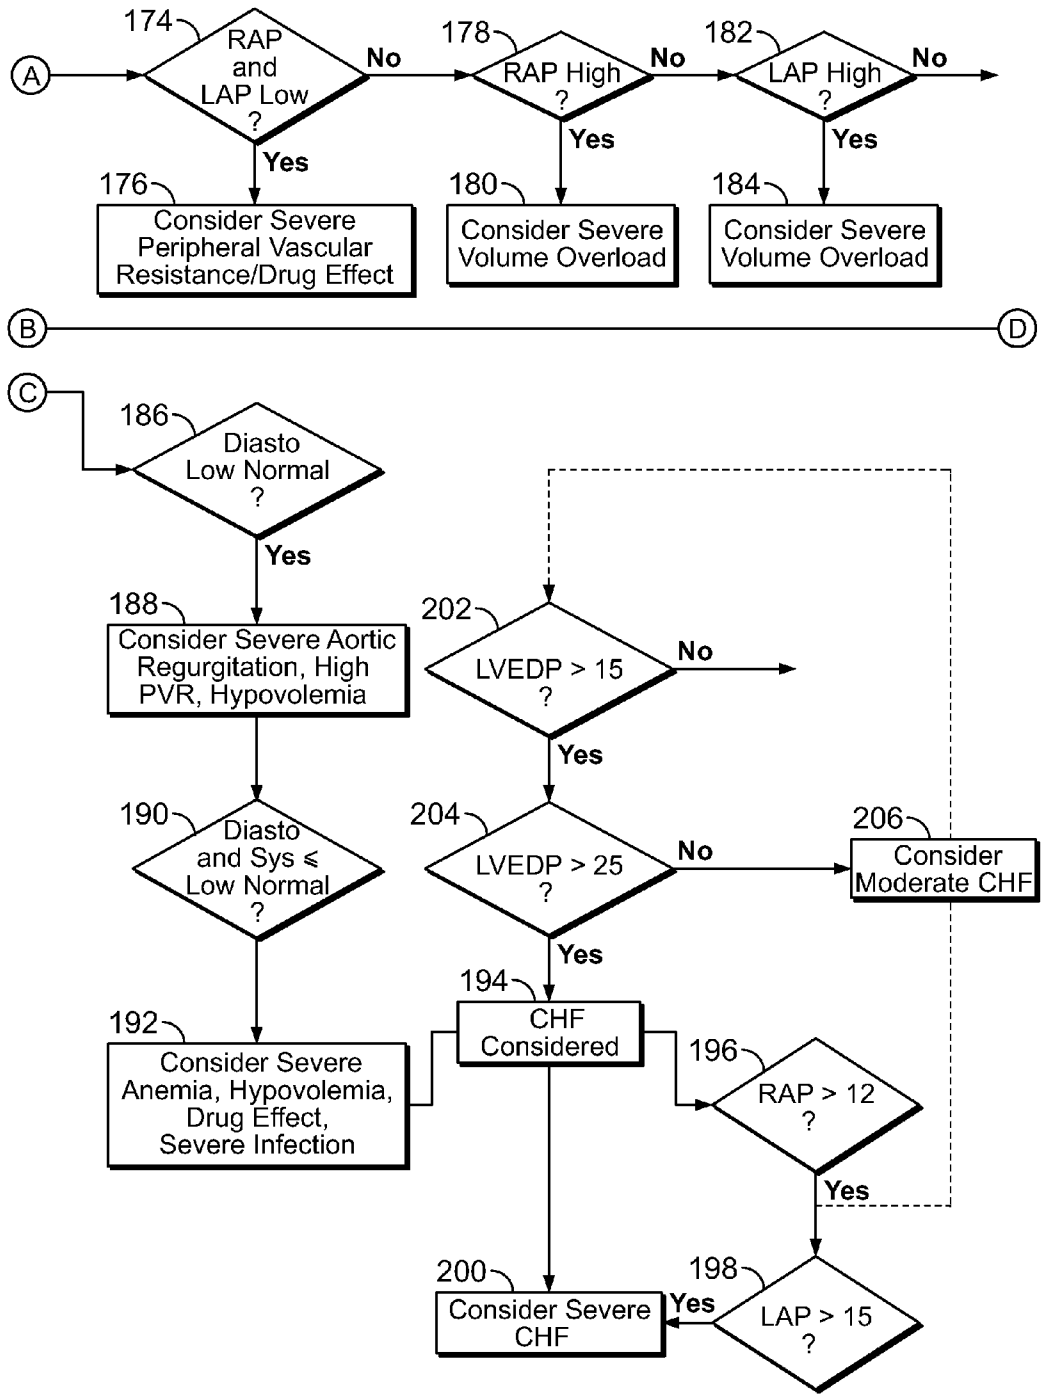 174
RAP
and
LAP Low
?
No
A
Yes
178
RAP High
?
No
Yes
182
LAP High
?
No
Yes
176
Consider Severe
Peripheral Vascular
Resistance/Drug Effect
180
Consider Severe
Volume Overload
184
Consider Severe
Volume Overload
B
D
C
186
Diasto
Low Normal
?
Yes
188
Consider Severe Aortic
Regurgitation, High
PVR, Hypovolemia
190
Diasto
and Sys ⩽
Low Normal
?
192
Consider Severe
Anemia, Hypovolemia,
Drug Effect,
Severe Infection
202
LVEDP > 15
?
No
Yes
204
LVEDP > 25
?
No
Yes
206
Consider
Moderate CHF
194
CHF
Considered
196
RAP > 12
?
Yes
198
LAP > 15
?
Yes
200
Consider Severe
CHF